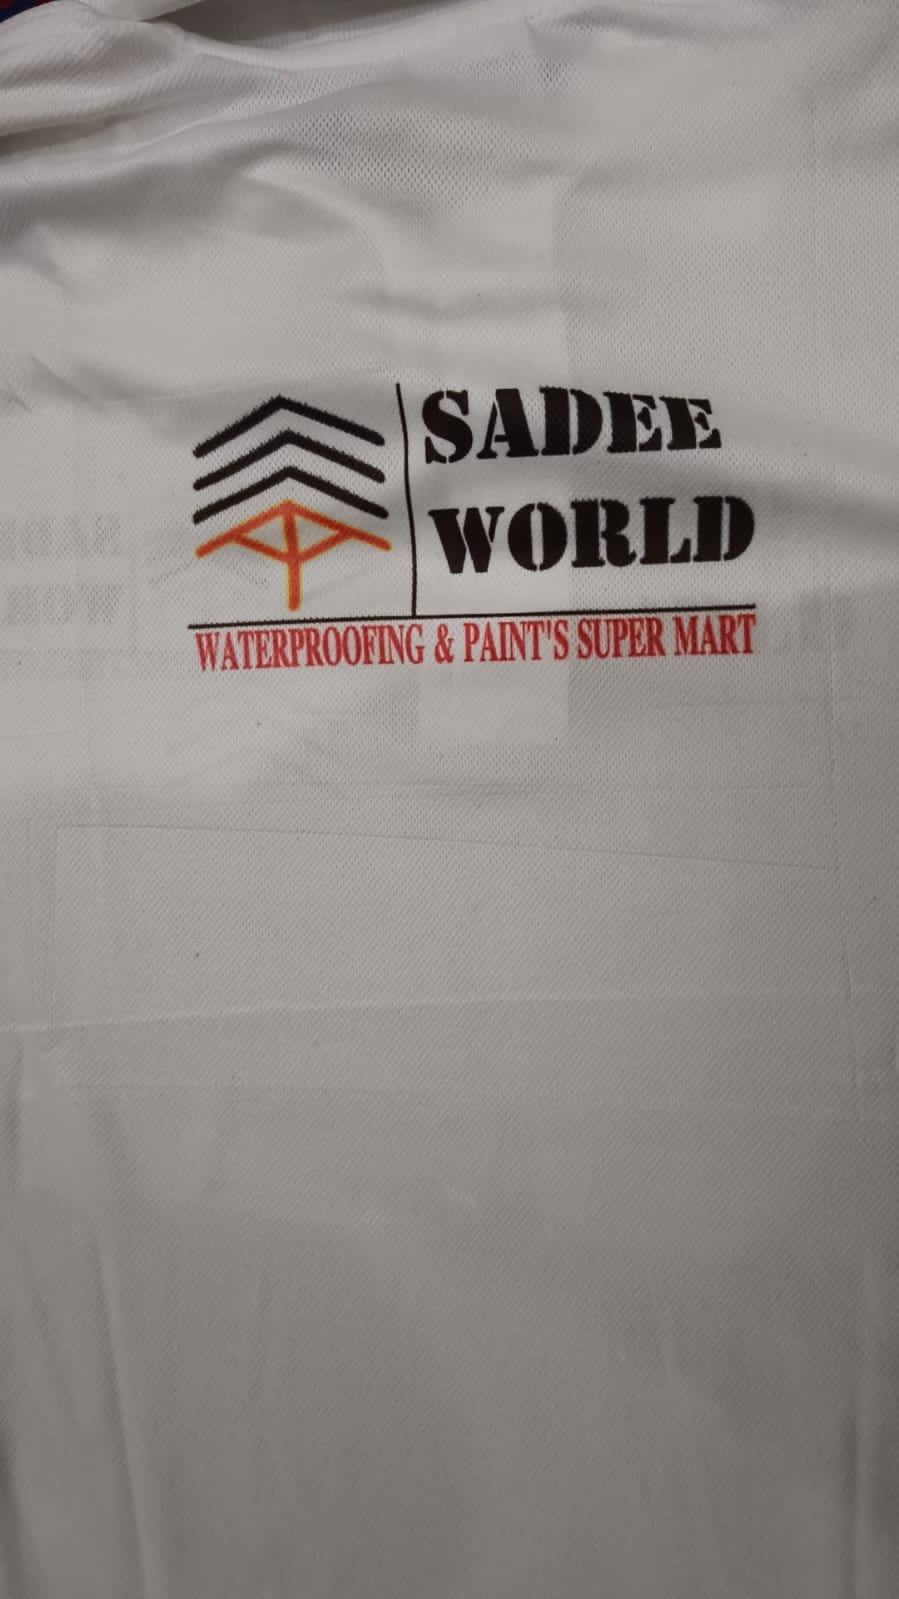 SADEE
WORLD
WATERPROOFING & PAINT'S SUPER MART